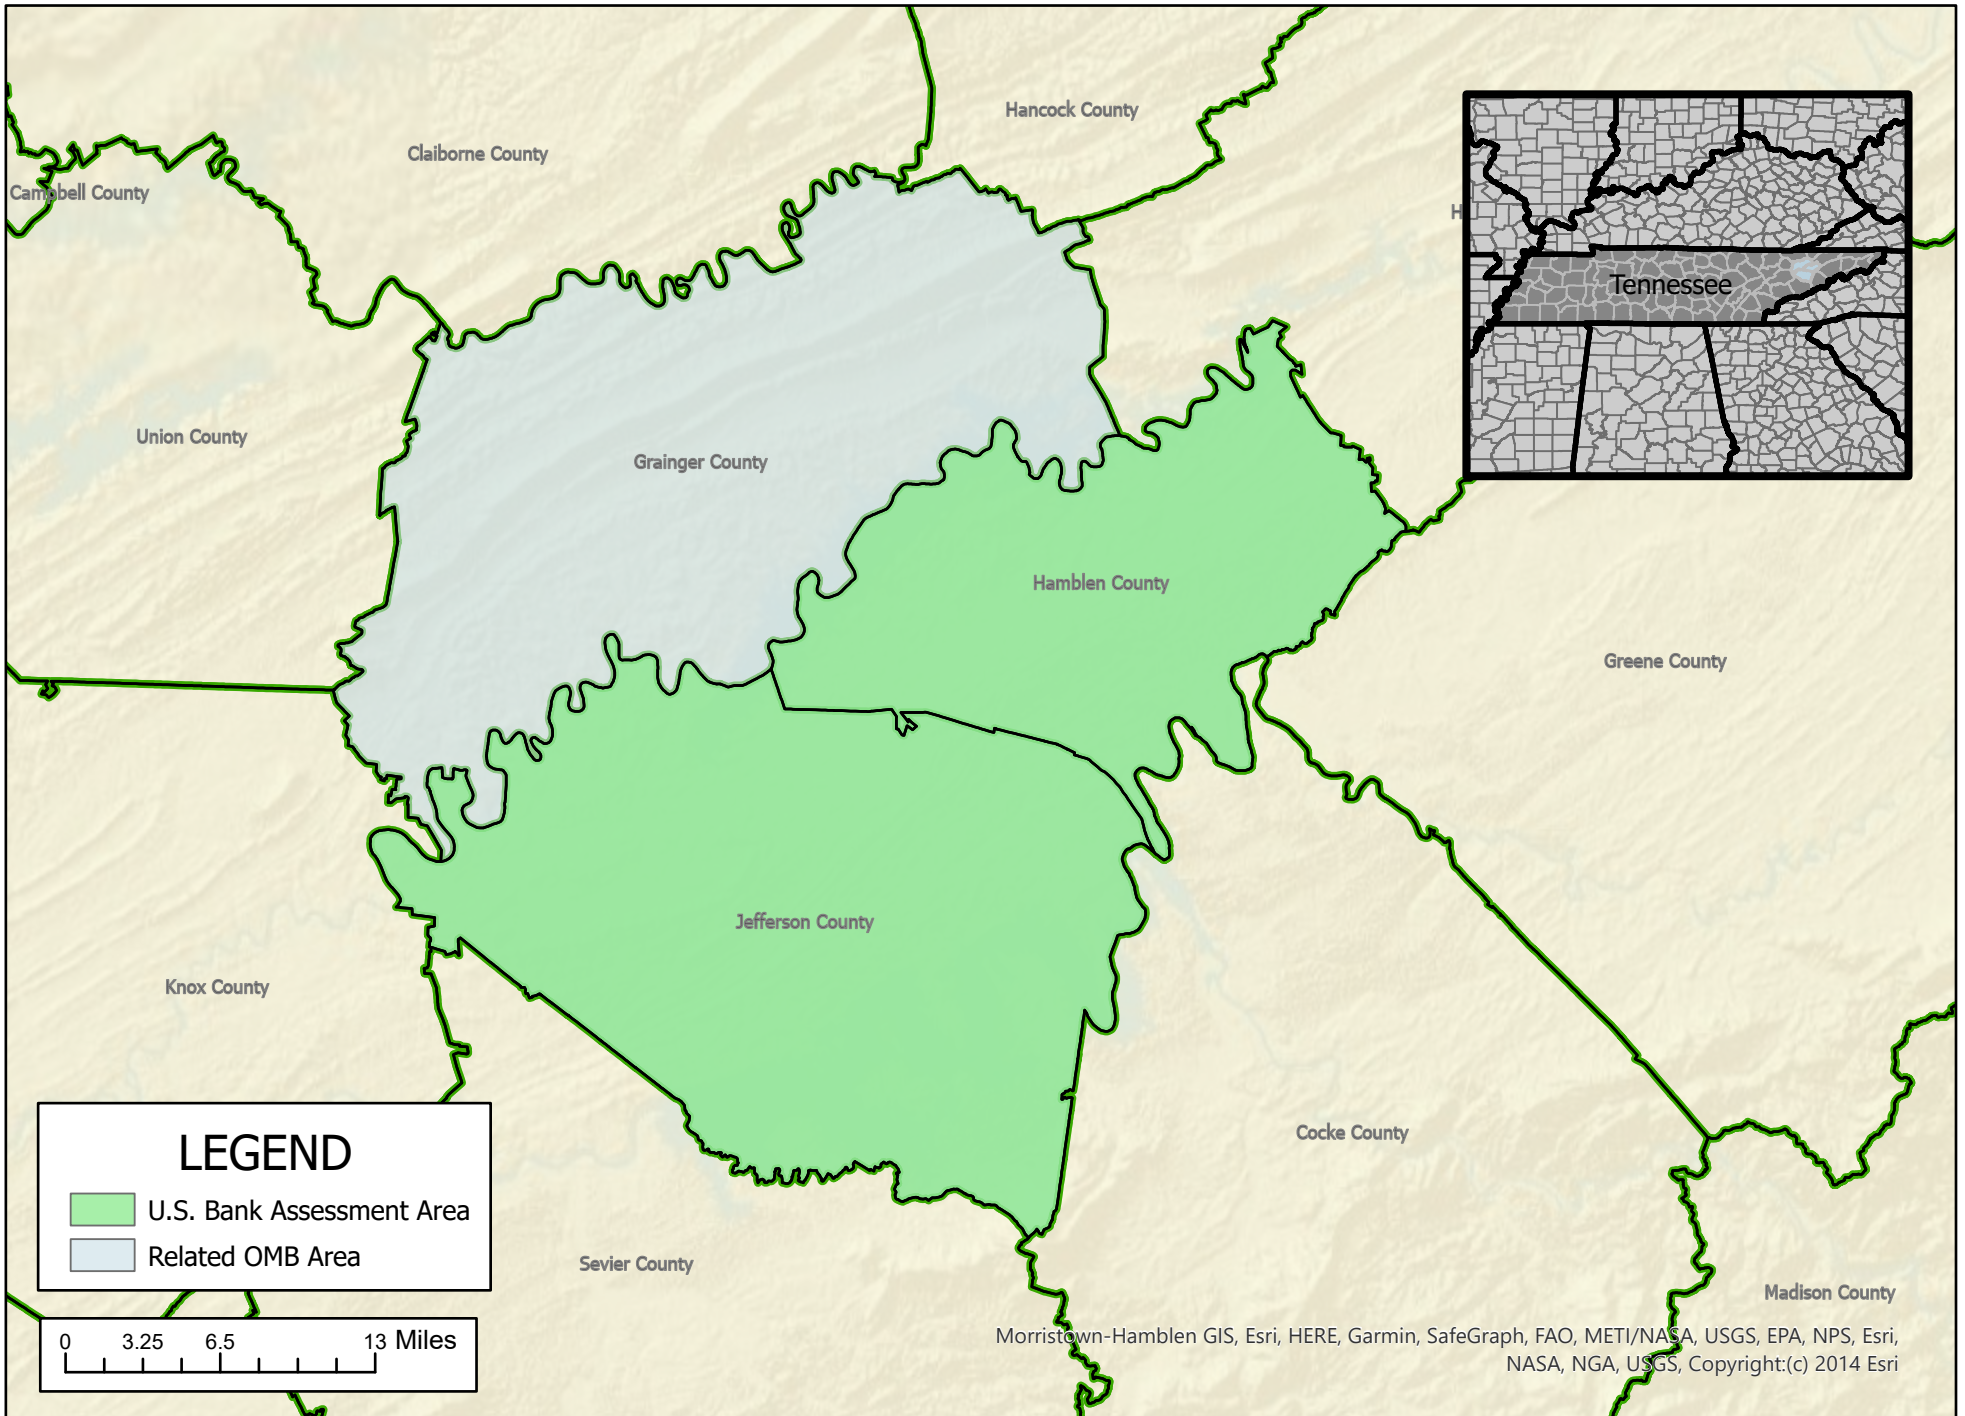 Hancock County
Claiborne County
Campbell County
H
Tennessee
Union County
Grainger County
Hamblen County
Greene County
Jefferson County
Knox County
Cocke County
LEGEND
U.S. Bank Assessment Area
Related OMB Area
Sevier County
Madison County
0 3.25 6.5 13 Miles
Morristown-Hamblen GIS, Esri, HERE, Garmin, SafeGraph, FAO, METI/NASA, USGS, EPA, NPS, Esri,
NASA, NGA, USGS, Copyright:(c) 2014 Esri